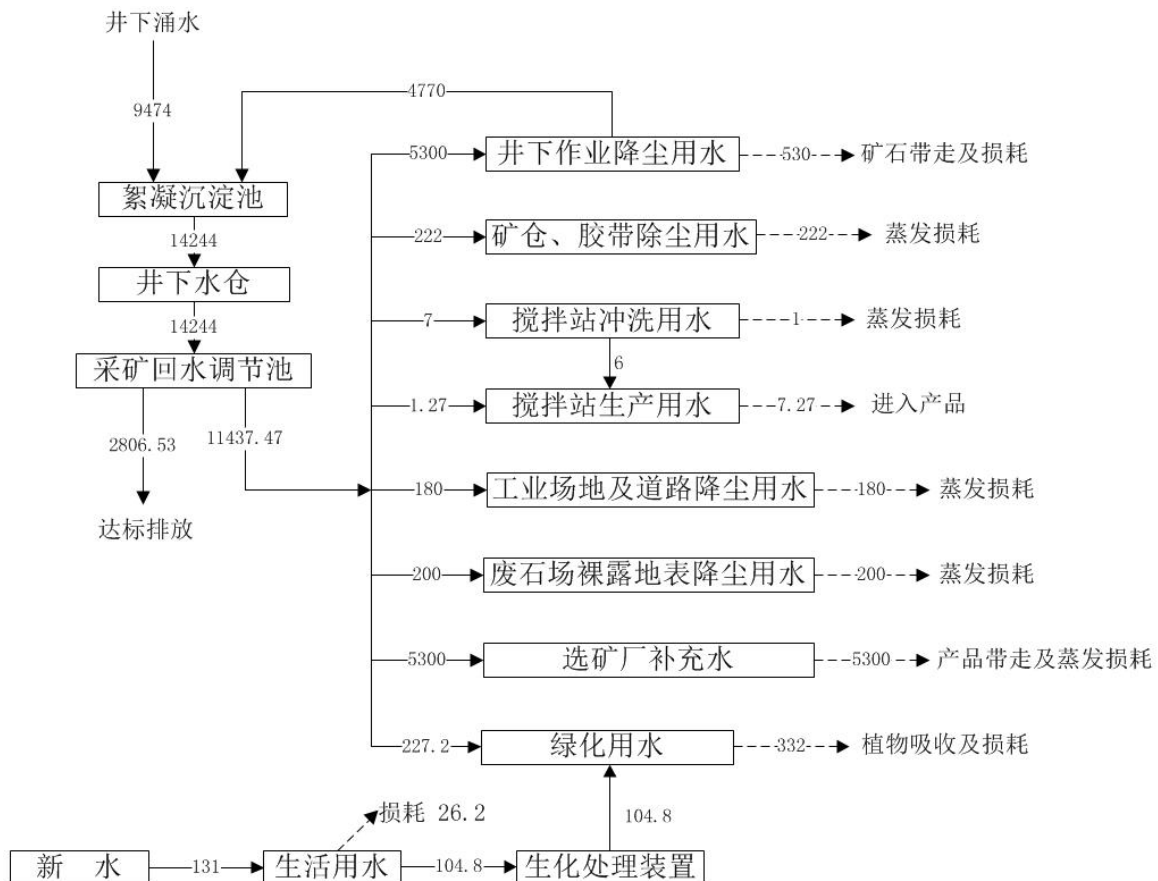 井下涌水
9474
4770
5300
井下作业降尘用水
530
矿石带走及损耗
絮凝沉淀池
14244
222
矿仓、胶带除尘用水
222
蒸发损耗
井下水仓
14244
7
搅拌站冲洗用水
1
蒸发损耗
6
采矿回水调节池
1.27
搅拌站生产用水
7.27
进入产品
2806.53
11437.47
180
工业场地及道路降尘用水
180
蒸发损耗
达标排放
200
废石场裸露地表降尘用水
200
蒸发损耗
5300
选矿厂补充水
5300
产品带走及蒸发损耗
227.2
绿化用水
332
植物吸收及损耗
损耗 26.2
104.8
新 水
131
生活用水
104.8
生化处理装置